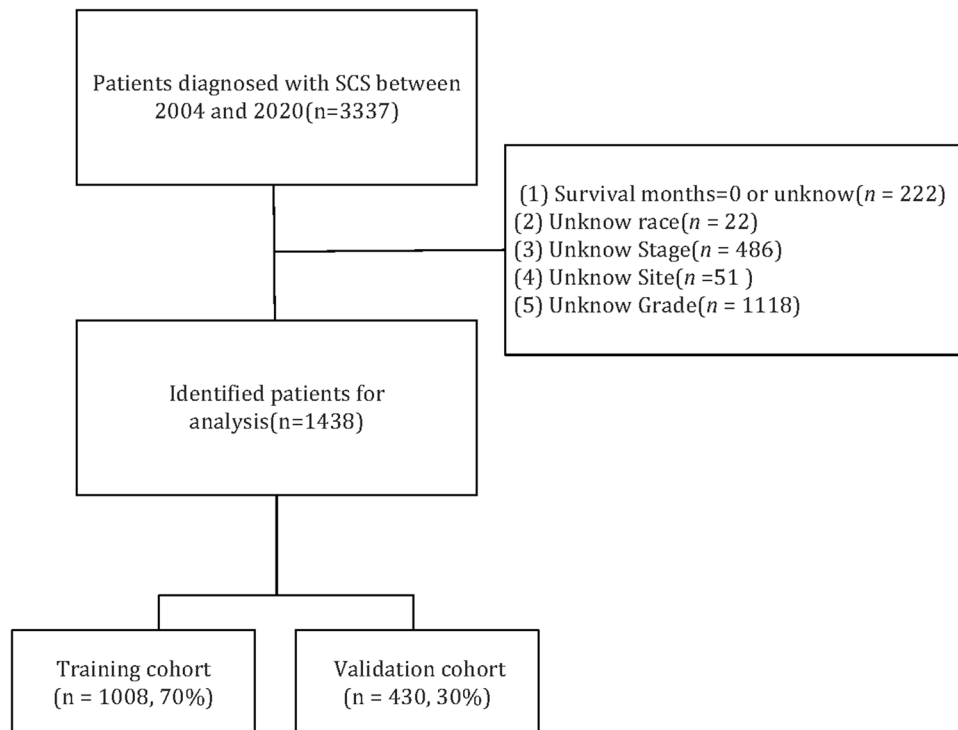 Patients diagnosed with SCS between
2004 and 2020(n=3337)
(1) Survival months=0 or unknow(n = 222)
(2) Unknow race(n = 22)
(3) Unknow Stage(n = 486)
(4) Unknow Site(n =51 )
(5) Unknow Grade(n = 1118)
Identified patients for
analysis(n=1438)
Training cohort
(n = 1008, 70%)
Validation cohort
(n = 430, 30%)